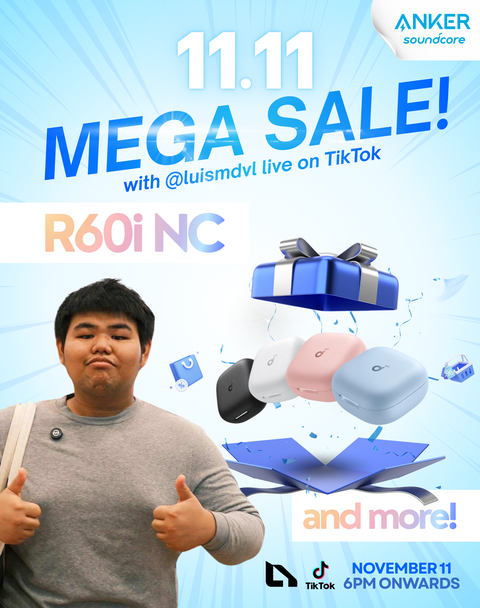 ANKER
soundcore
11.11
MEGA SALE!
with @luismdvl live on TikTok
R60i NC
and more!
TikTok
NOVEMBER 11
6PM ONWARDS